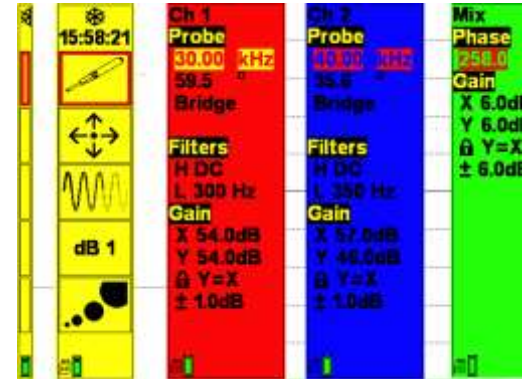 15:58:21
dB 1
Ch 1
Probe
30.00 kHz
59.5 °
Bridge
Filters
H DC
L 300 Hz
Gain
X 54.0dB
Y 54.0dB
Y=X
± 1.0dB
Ch 2
Probe
40.00 kHz
35.6
Bridge
Filters
H DC
L 350 Hz
Gain
X 57.0dB
Y=X
± 1.0dB
Mix
Phase
258.0
Gain
X 6.0dB
Y 6.0dB
Y=X
± 6.0dB